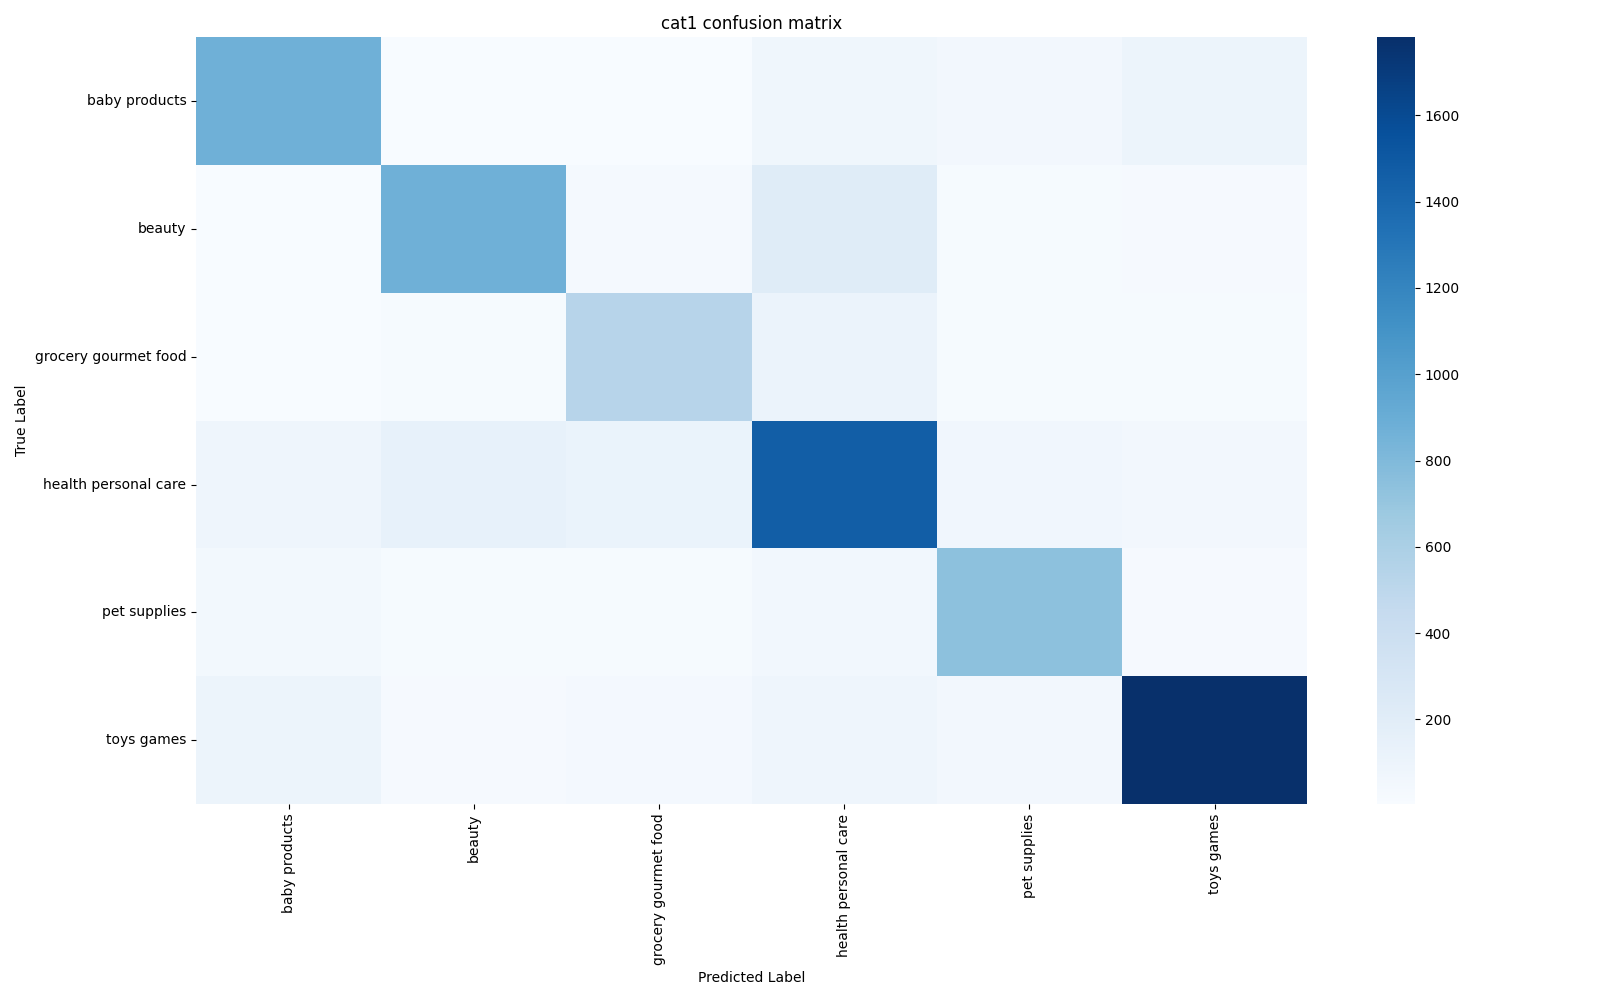 cat1 confusion matrix
True Label
baby products
beauty
grocery gourmet food
health personal care
pet supplies
toys games
baby products
beauty
grocery gourmet food
health personal care
pet supplies
toys games
Predicted Label
1600
1400
1200
1000
800
600
400
200